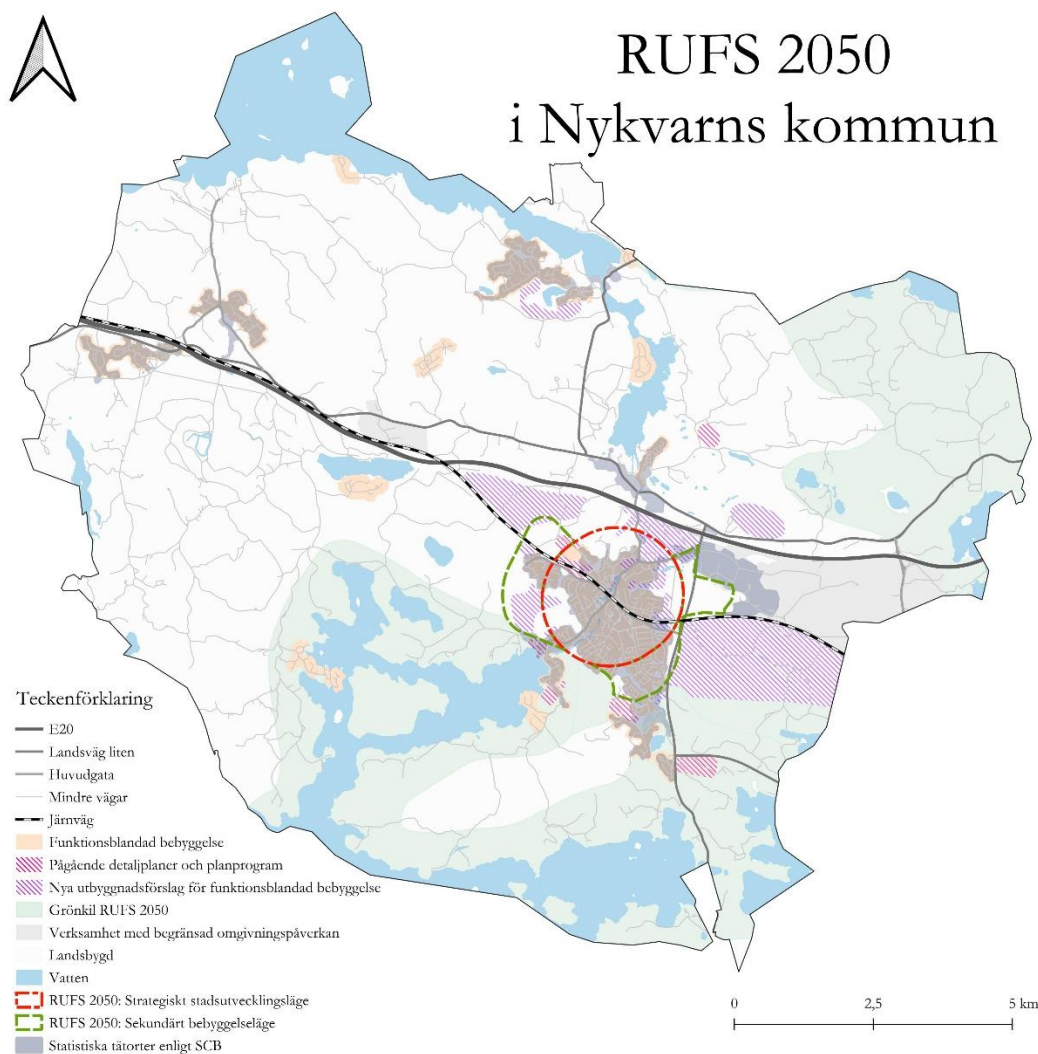 RUFS 2050
i Nykvarns kommun
Teckenförklaring
E20
Landsväg liten
Huvudgata
Mindre vägar
Järnväg
Funktionsblandad bebyggelse
Pågående detaljplaner och planprogram
Nya utbyggnadsförslag för funktionsblandad bebyggelse
Grönkil RUFS 2050
Verksamhet med begränsad omgivningspåverkan
Landsbygd
Vatten
RUFS 2050: Strategiskt stadsutvecklingsläge
RUFS 2050: Sekundärt bebyggelseläge
Statistiska tätorter enligt SCB
0 2,5 5 km